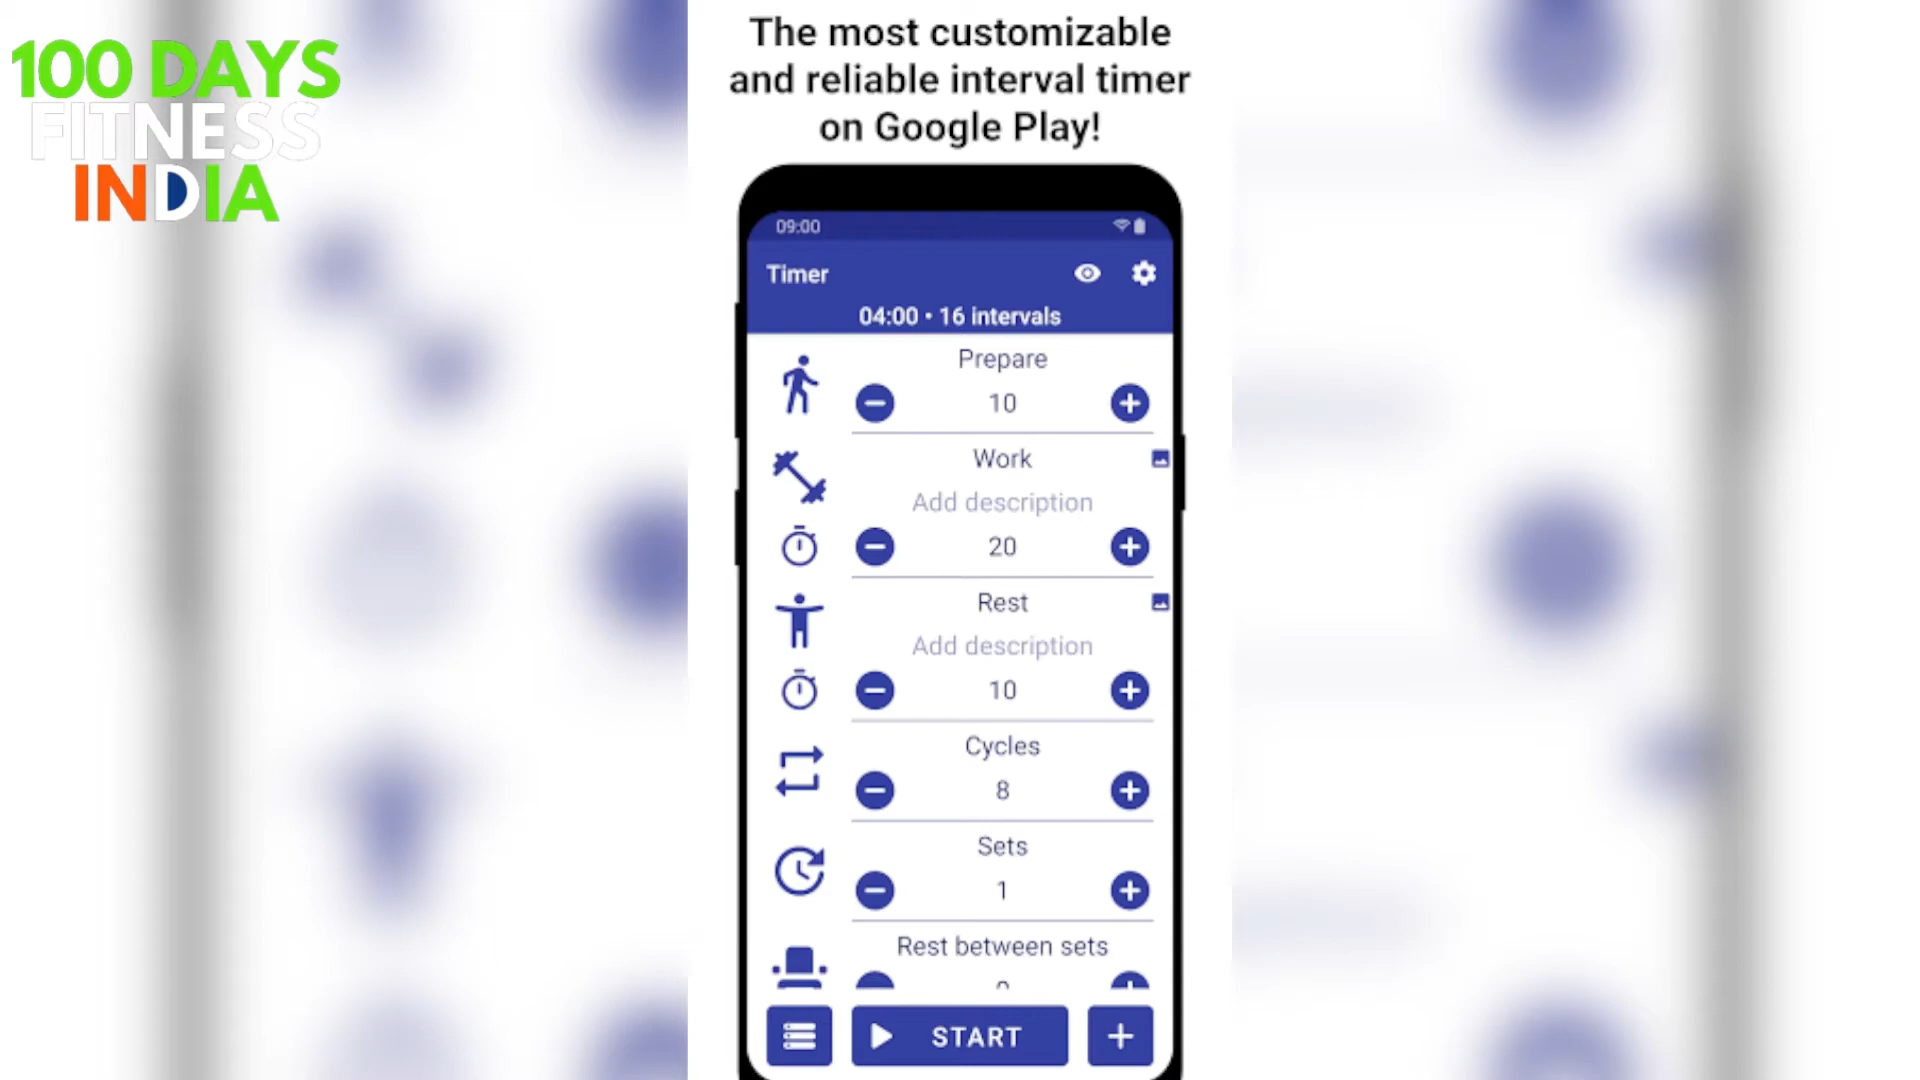 100 DAYS
FITNESS
INDIA
The most customizable
and reliable interval timer
on Google Play!
09:00
Timer
04:00 • 16 intervals
Prepare
10
Work
Add description
20
Rest
Add description
10
Cycles
8
Sets
1
Rest between sets
START